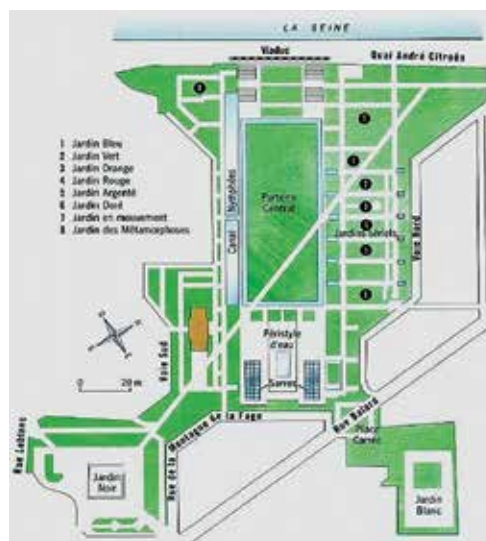 LA SEINE
Viaduc
Quai André Citroën
1 Jardin Bleu
2 Jardin Vert
3 Jardin Orange
4 Jardin Rouge
5 Jardin Argenté
6 Jardin Doré
7 Jardin en mouvement
8 Jardin des Métamorphoses
Canal Nymphées
Parterre
Central
Jardins Sériels
Voie Nord
Voie Sud
0 20 m
Péristyle
d'eau
Serres
Rue Balard
Place
Carrée
Rue de la Montagne de la Fage
Rue Leblanc
Jardin
Noir
Jardin
Blanc